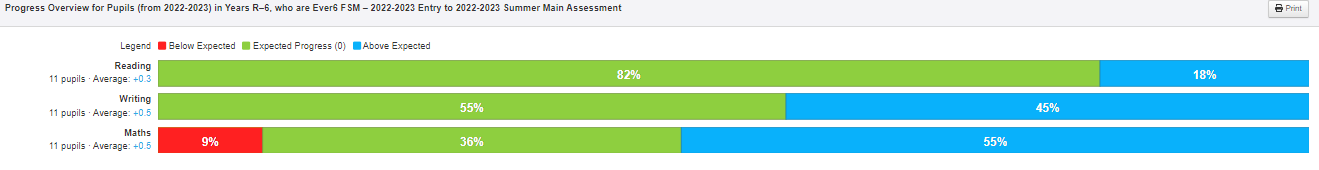 Progress Overview for Pupils (from 2022-2023) in Years R–6, who are Ever6 FSM – 2022-2023 Entry to 2022-2023 Summer Main Assessment
Print
Legend Below Expected Expected Progress (0) Above Expected
Reading
11 pupils · Average: +0.3
82% 18%
Writing
11 pupils · Average: +0.5
55% 45%
Maths
11 pupils · Average: +0.5
9% 36% 55%